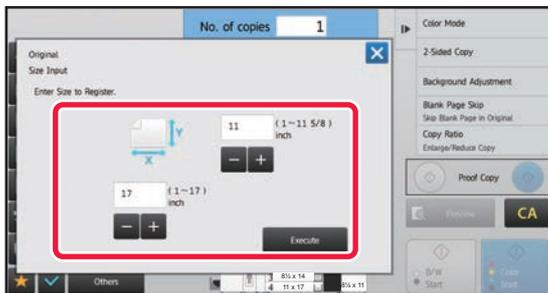 No. of copies 1
Original
Size Input
Enter Size to Register.
Y
X
11 (1~11 5/8)
inch
17 (1~17)
inch
Execute
Color Mode
2-Sided Copy
Background Adjustment
Blank Page Skip
Skip Blank Page in Original
Copy Ratio
Enlarge/Reduce Copy
Proof Copy
Preview
CA
B/W
Start
Color
Start
Others
3 8½ x 14
4 11 x 17
8½ x 11